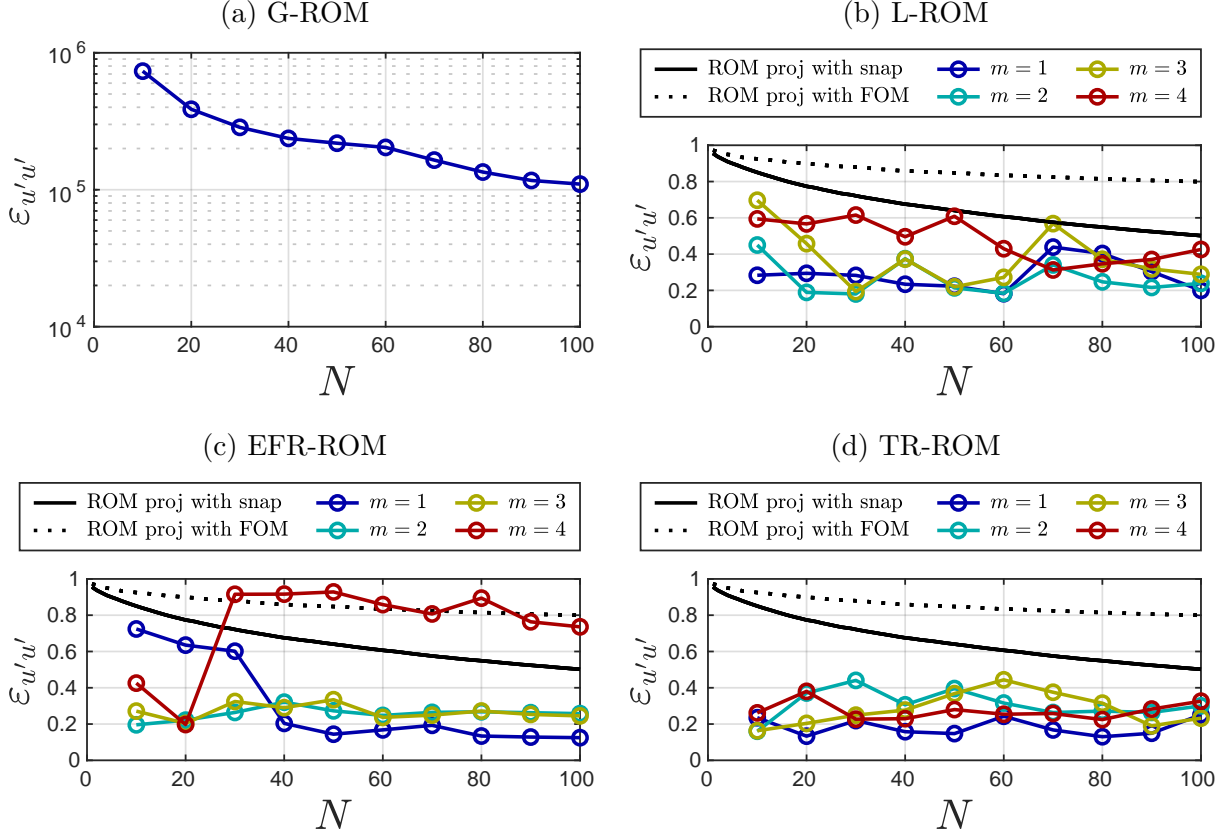 (a) G-ROM
10^6
10^5
10^4
ε_{u'u'}
0 20 40 60 80 100
N
(b) L-ROM
ROM proj with snap m = 1 m = 3
ROM proj with FOM m = 2 m = 4
1
0.8
0.6
0.4
0.2
0
ε_{u'u'}
0 20 40 60 80 100
N
(c) EFR-ROM
ROM proj with snap m = 1 m = 3
ROM proj with FOM m = 2 m = 4
1
0.8
0.6
0.4
0.2
0
ε_{u'u'}
0 20 40 60 80 100
N
(d) TR-ROM
ROM proj with snap m = 1 m = 3
ROM proj with FOM m = 2 m = 4
1
0.8
0.6
0.4
0.2
0
ε_{u'u'}
0 20 40 60 80 100
N